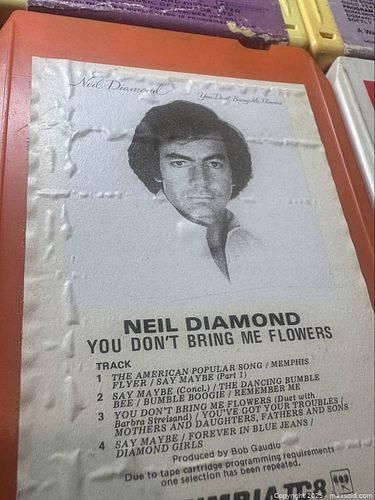 Neil Diamond
You Don't Bring Me Flowers
NEIL DIAMOND
YOU DON'T BRING ME FLOWERS
TRACK
1 THE AMERICAN POPULAR SONG / MEMPHIS
FLYER / SAY MAYBE (Part 1)
2 SAY MAYBE (Concl.) / THE DANCING BUMBLE
BEE / BUMBLE BOOGIE / REMEMBER ME
3 YOU DON'T BRING ME FLOWERS (Duet with
Barbra Streisand) / YOU'VE GOT YOUR TROUBLES /
MOTHERS AND DAUGHTERS, FATHERS AND SONS
4 SAY MAYBE / FOREVER IN BLUE JEANS /
DIAMOND GIRLS
Produced by Bob Gaudio
Due to tape cartridge programming requirements
one selection has been repeated.
COLUMBIA TC8
Copyright 2025 - maxsold.com